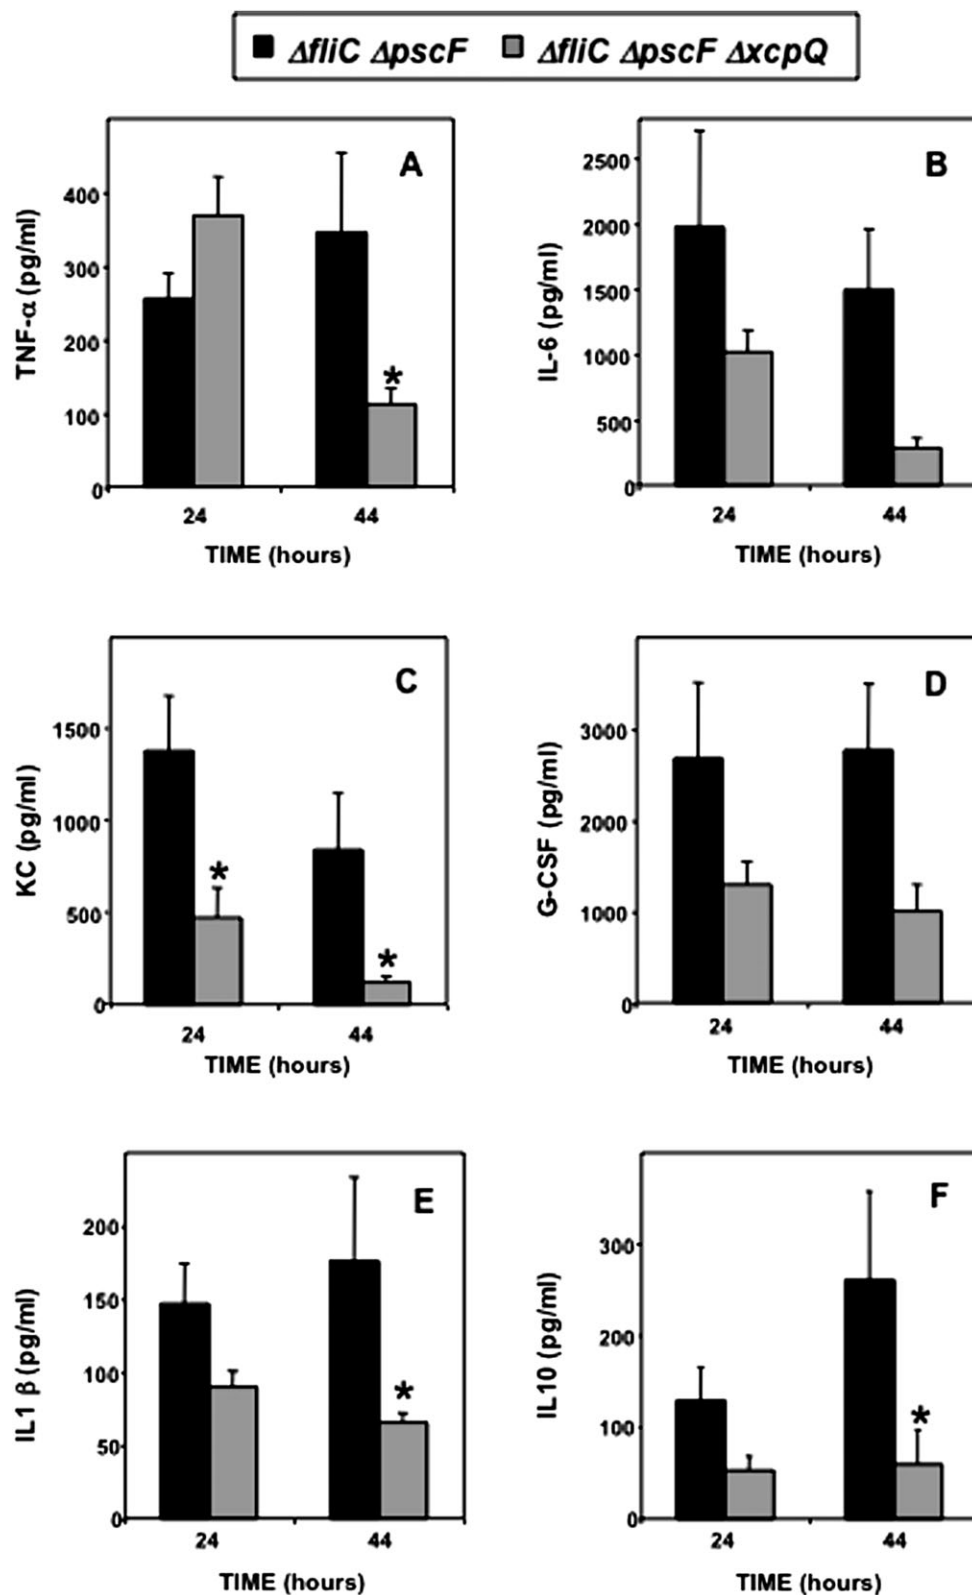 ΔfliC ΔpscF ΔfliC ΔpscF ΔxcpQ
A
TNF-α (pg/ml)
400
300
200
100
0
*
24 44
TIME (hours)
B
IL-6 (pg/ml)
2500
2000
1500
1000
500
0
24 44
TIME (hours)
C
KC (pg/ml)
1500
1000
500
0
*
*
24 44
TIME (hours)
D
G-CSF (pg/ml)
3000
2000
1000
0
24 44
TIME (hours)
E
IL1 β (pg/ml)
200
150
100
50
0
*
24 44
TIME (hours)
F
IL10 (pg/ml)
300
200
100
0
*
24 44
TIME (hours)